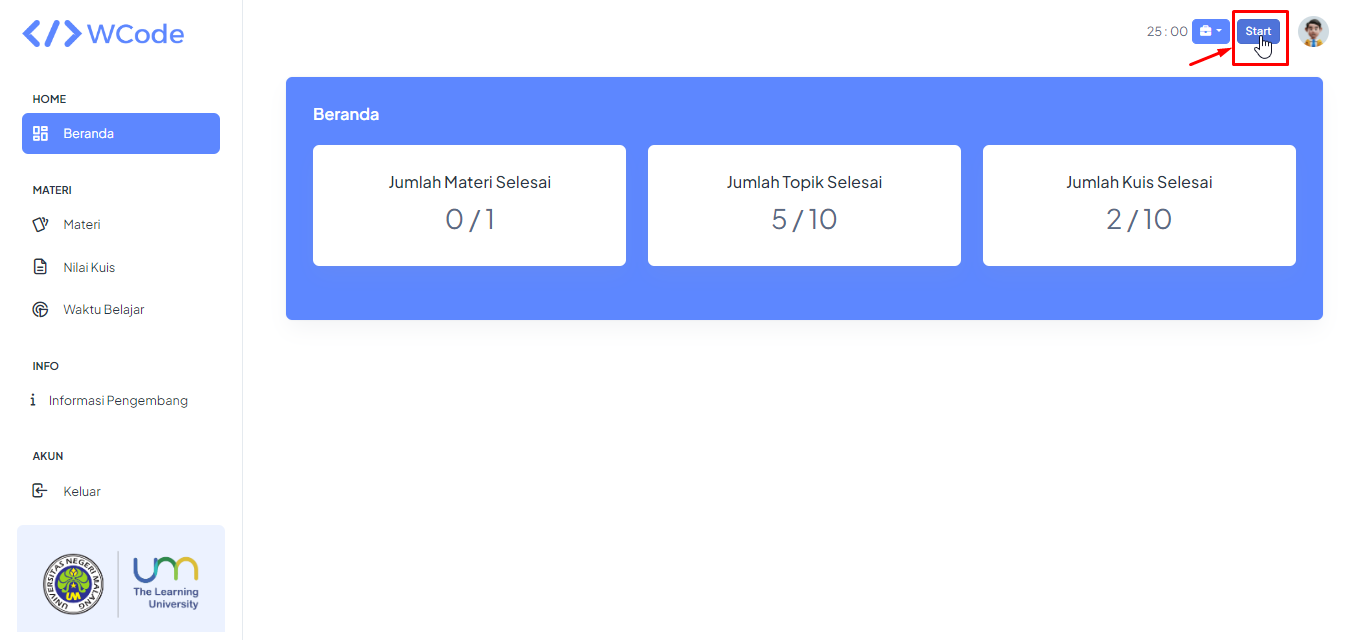 WCode
25 : 00
Start
HOME
Beranda
MATERI
Materi
Nilai Kuis
Waktu Belajar
INFO
Informasi Pengembang
AKUN
Keluar
UNIVERSITAS NEGERI MALANG
UM
um
The Learning
University
Beranda
Jumlah Materi Selesai
0 / 1
Jumlah Topik Selesai
5 / 10
Jumlah Kuis Selesai
2 / 10